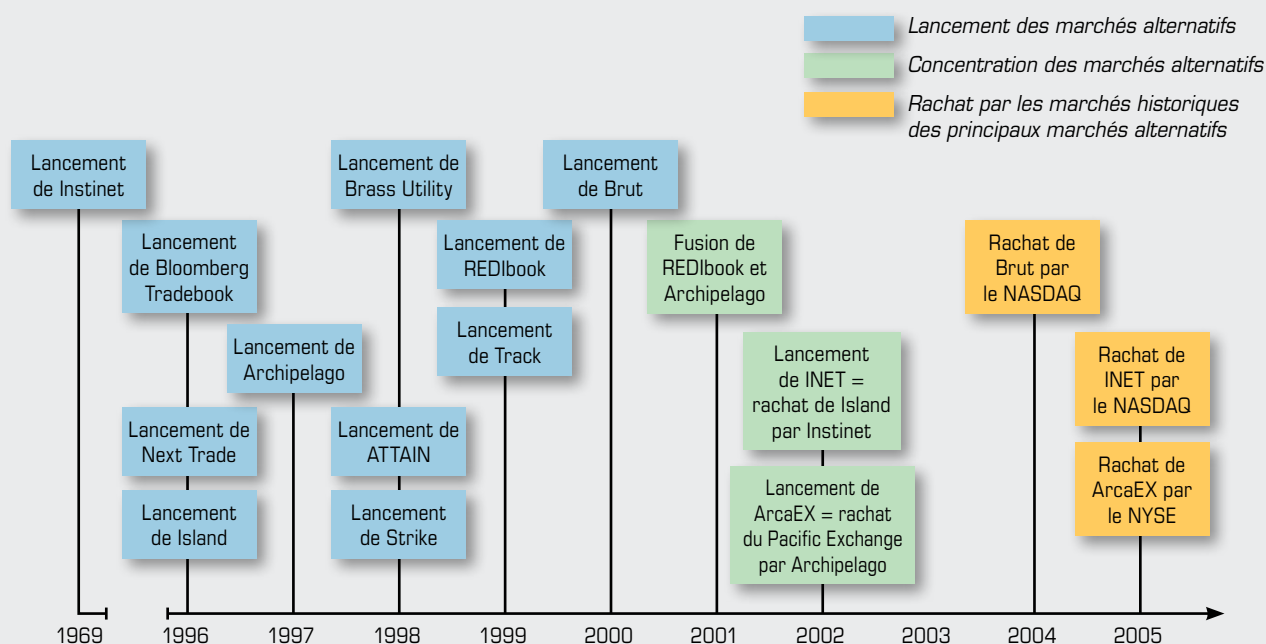 Lancement des marchés alternatifs
Concentration des marchés alternatifs
Rachat par les marchés historiques
des principaux marchés alternatifs
Lancement
de Instinet
Lancement
de Bloomberg
Tradebook
Lancement de
Next Trade
Lancement
de Island
Lancement de
Archipelago
Lancement de
Brass Utility
Lancement de
ATTAIN
Lancement
de Strike
Lancement de
REDIbook
Lancement
de Track
Lancement
de Brut
Fusion de
REDIbook et
Archipelago
Lancement
de INET =
rachat de Island
par Instinet
Lancement de
ArcaEX = rachat
du Pacific Exchange
par Archipelago
Rachat de
Brut par
le NASDAQ
Rachat de
INET par
le NASDAQ
Rachat de
ArcaEX par
le NYSE
1969 1996 1997 1998 1999 2000 2001 2002 2003 2004 2005